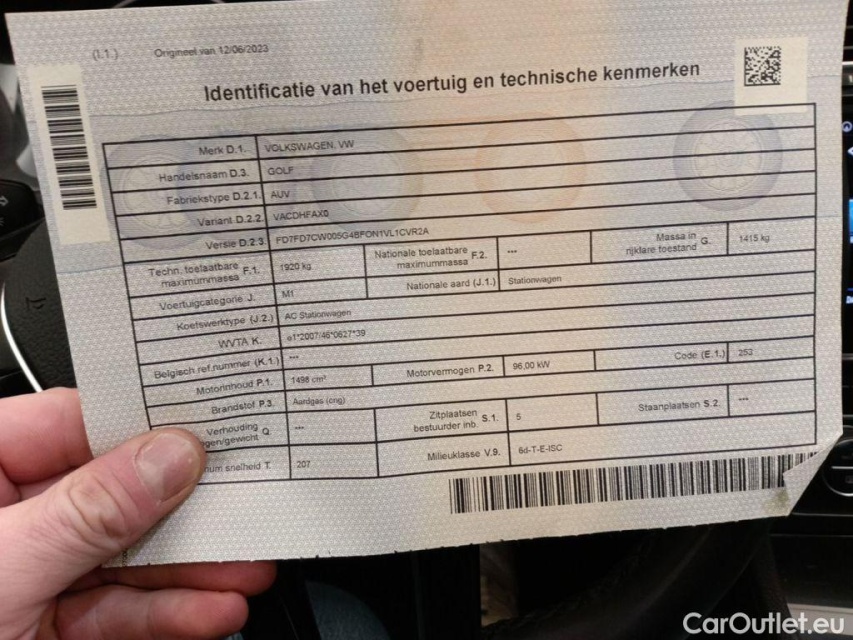 (I.1.) Origineel van 12/06/2023
Identificatie van het voertuig en technische kenmerken
Merk D.1. VOLKSWAGEN, VW
Handelsnaam D.3. GOLF
Fabriekstype D.2.1. AUV
Variant D.2.2. VACDHFAX0
Versie D.2.3. FD7FD7CW005G4BFON1VL1CVR2A
Techn. toelaatbare maximummassa F.1. 1920 kg Nationale toelaatbare maximummassa F.2. --- Massa in rijklare toestand G. 1415 kg
Voertuigcategorie J. M1 Nationale aard (J.1.) Stationwagen
Koetswerktype (J.2.) AC Stationwagen
WVTA K. e1*2007/46*0627*39
Belgisch ref.nummer (K.1.) ---
Motorinhoud P.1. 1498 cm³ Motorvermogen P.2. 96,00 kW Code (E.1.) 253
Brandstof P.3. Aardgas (cng)
Verhouding gen/gewicht Q --- Zitplaatsen bestuurder inb. S.1. 5 Staanplaatsen S.2. ---
um snelheid T. 207 Milieuklasse V.9. 6d-T-E-ISC
CarOutlet.eu